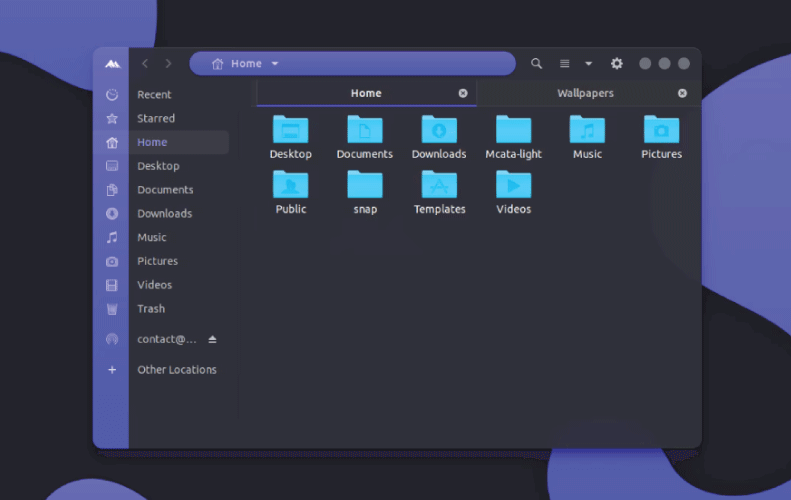 Home
Home
Wallpapers
Recent
Starred
Home
Desktop
Documents
Downloads
Music
Pictures
Videos
Trash
contact@...
Other Locations
Desktop
Documents
Downloads
Mcata-light
Music
Pictures
Public
snap
Templates
Videos